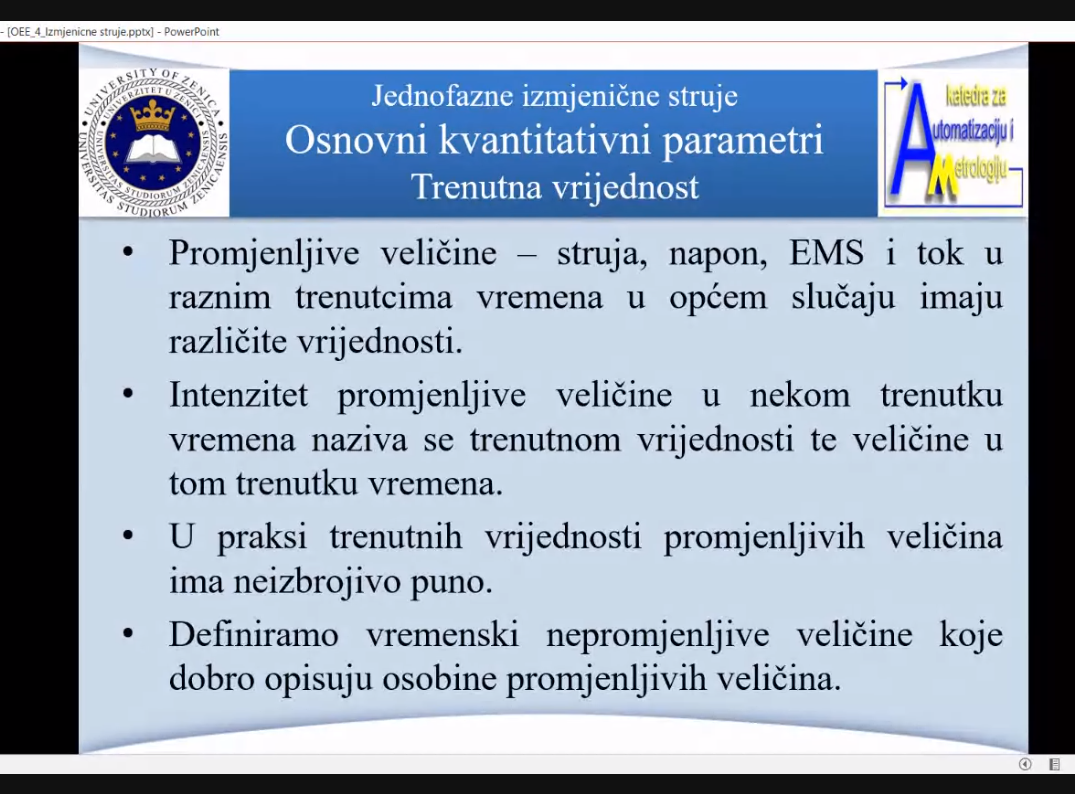 - [OEE_4_Izmjenicne struje.pptx] - PowerPoint
UNIVERSITY OF ZENICA
UNIVERZITET U ZENICI
UNIVERSITAS STUDIORUM ZENICAENSIS
STUDIORUM
Jednofazne izmjenične struje
Osnovni kvantitativni parametri
Trenutna vrijednost
katedra za
Automatizaciju i
Metrologiju
• Promjenljive veličine – struja, napon, EMS i tok u
raznim trenutcima vremena u općem slučaju imaju
različite vrijednosti.
• Intenzitet promjenljive veličine u nekom trenutku
vremena naziva se trenutnom vrijednosti te veličine u
tom trenutku vremena.
• U praksi trenutnih vrijednosti promjenljivih veličina
ima neizbrojivo puno.
• Definiramo vremenski nepromjenljive veličine koje
dobro opisuju osobine promjenljivih veličina.